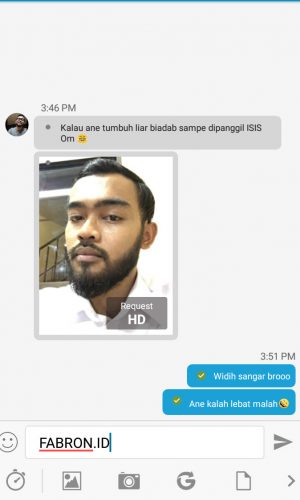 3:46 PM
Kalau ane tumbuh liar biadab sampe dipanggil ISIS
Om
Request
HD
3:51 PM
Widih sangar brooo
Ane kalah lebat malah
FABRON.ID